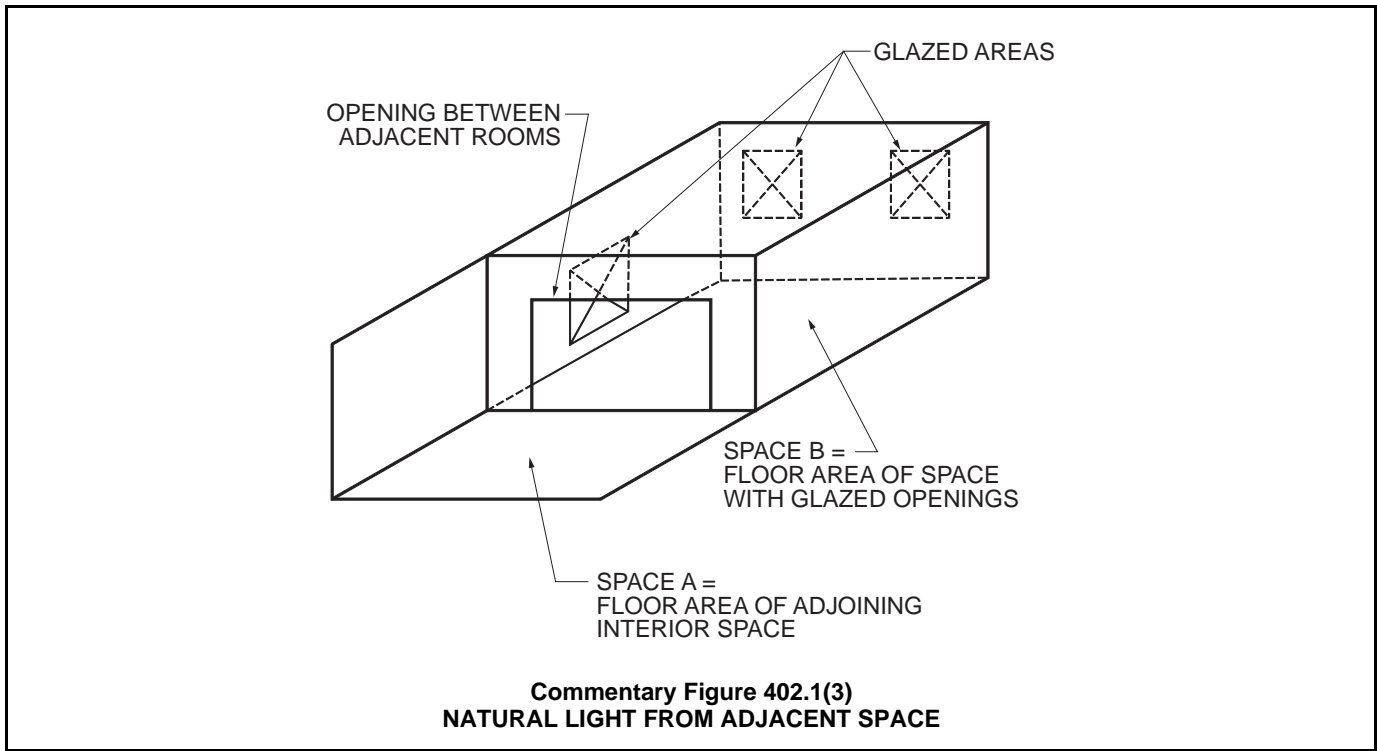 GLAZED AREAS
OPENING BETWEEN
ADJACENT ROOMS
SPACE B =
FLOOR AREA OF SPACE
WITH GLAZED OPENINGS
SPACE A =
FLOOR AREA OF ADJOINING
INTERIOR SPACE
Commentary Figure 402.1(3)
NATURAL LIGHT FROM ADJACENT SPACE